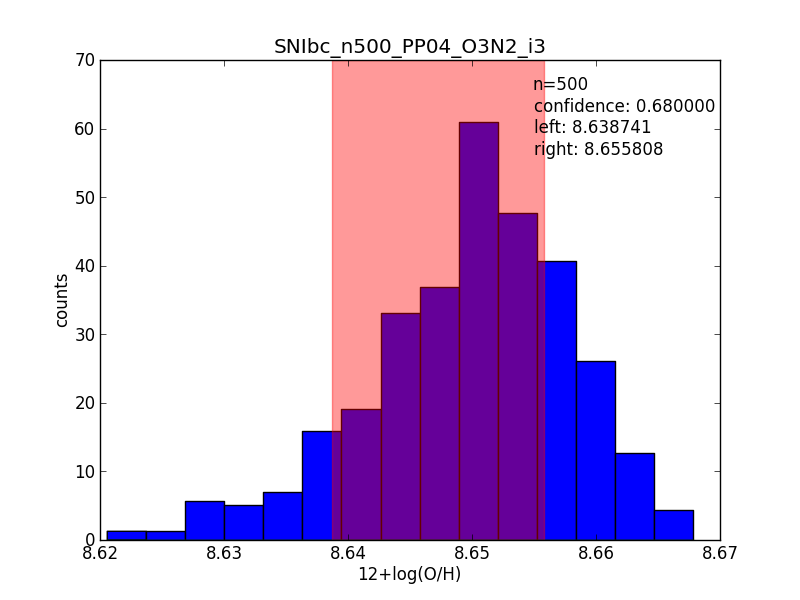 SNIbc_n500_PP04_O3N2_i3
70
n=500
confidence: 0.680000
left: 8.638741
right: 8.655808
60
50
40
30
20
10
0
counts
8.62 8.63 8.64 8.65 8.66 8.67
12+log(O/H)